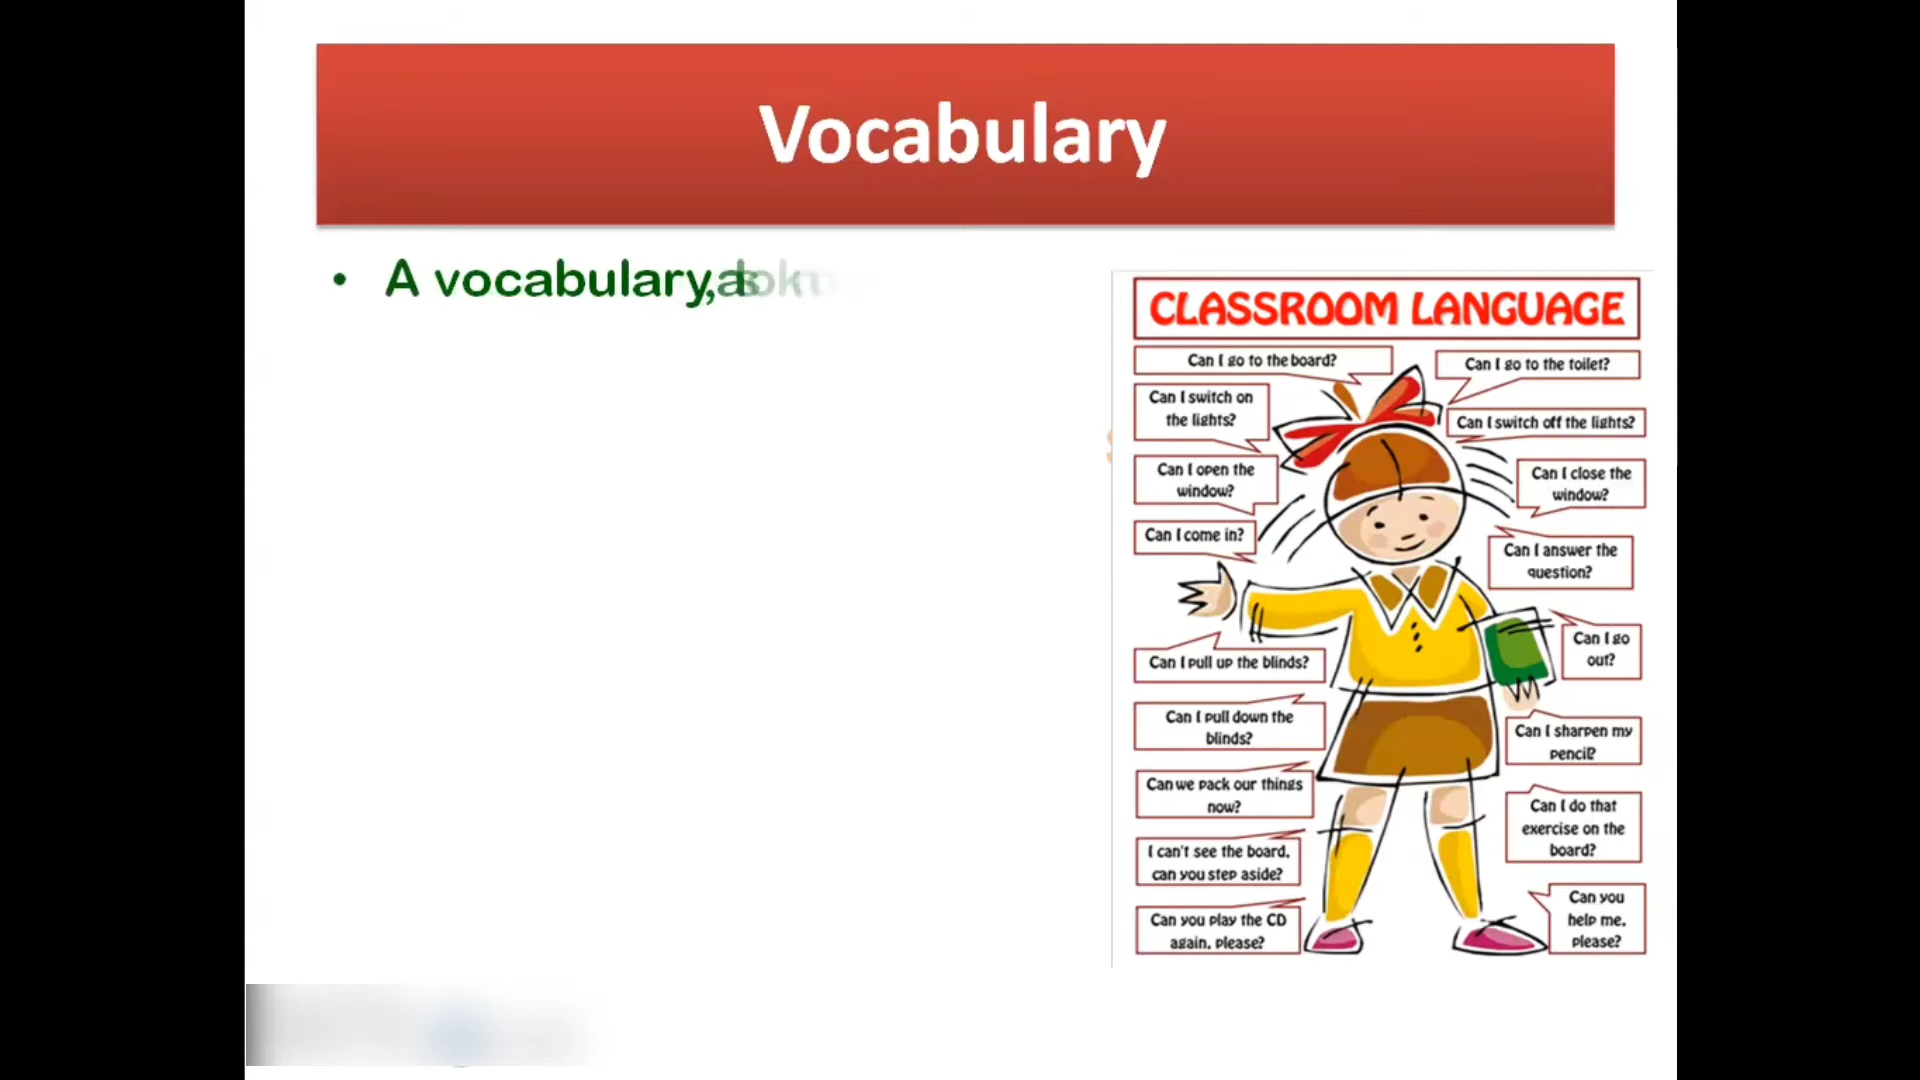 Vocabulary
• A vocabulary,
CLASSROOM LANGUAGE
Can I go to the board?
Can I go to the toilet?
Can I switch on
the lights?
Can I switch off the lights?
Can I open the
window?
Can I close the
window?
Can I come in?
Can I answer the
question?
Can I go
out?
Can I pull up the blinds?
Can I pull down the
blinds?
Can I sharpen my
pencil?
Can we pack our things
now?
Can I do that
exercise on the
board?
I can't see the board,
can you step aside?
Can you
help me,
please?
Can you play the CD
again, please?